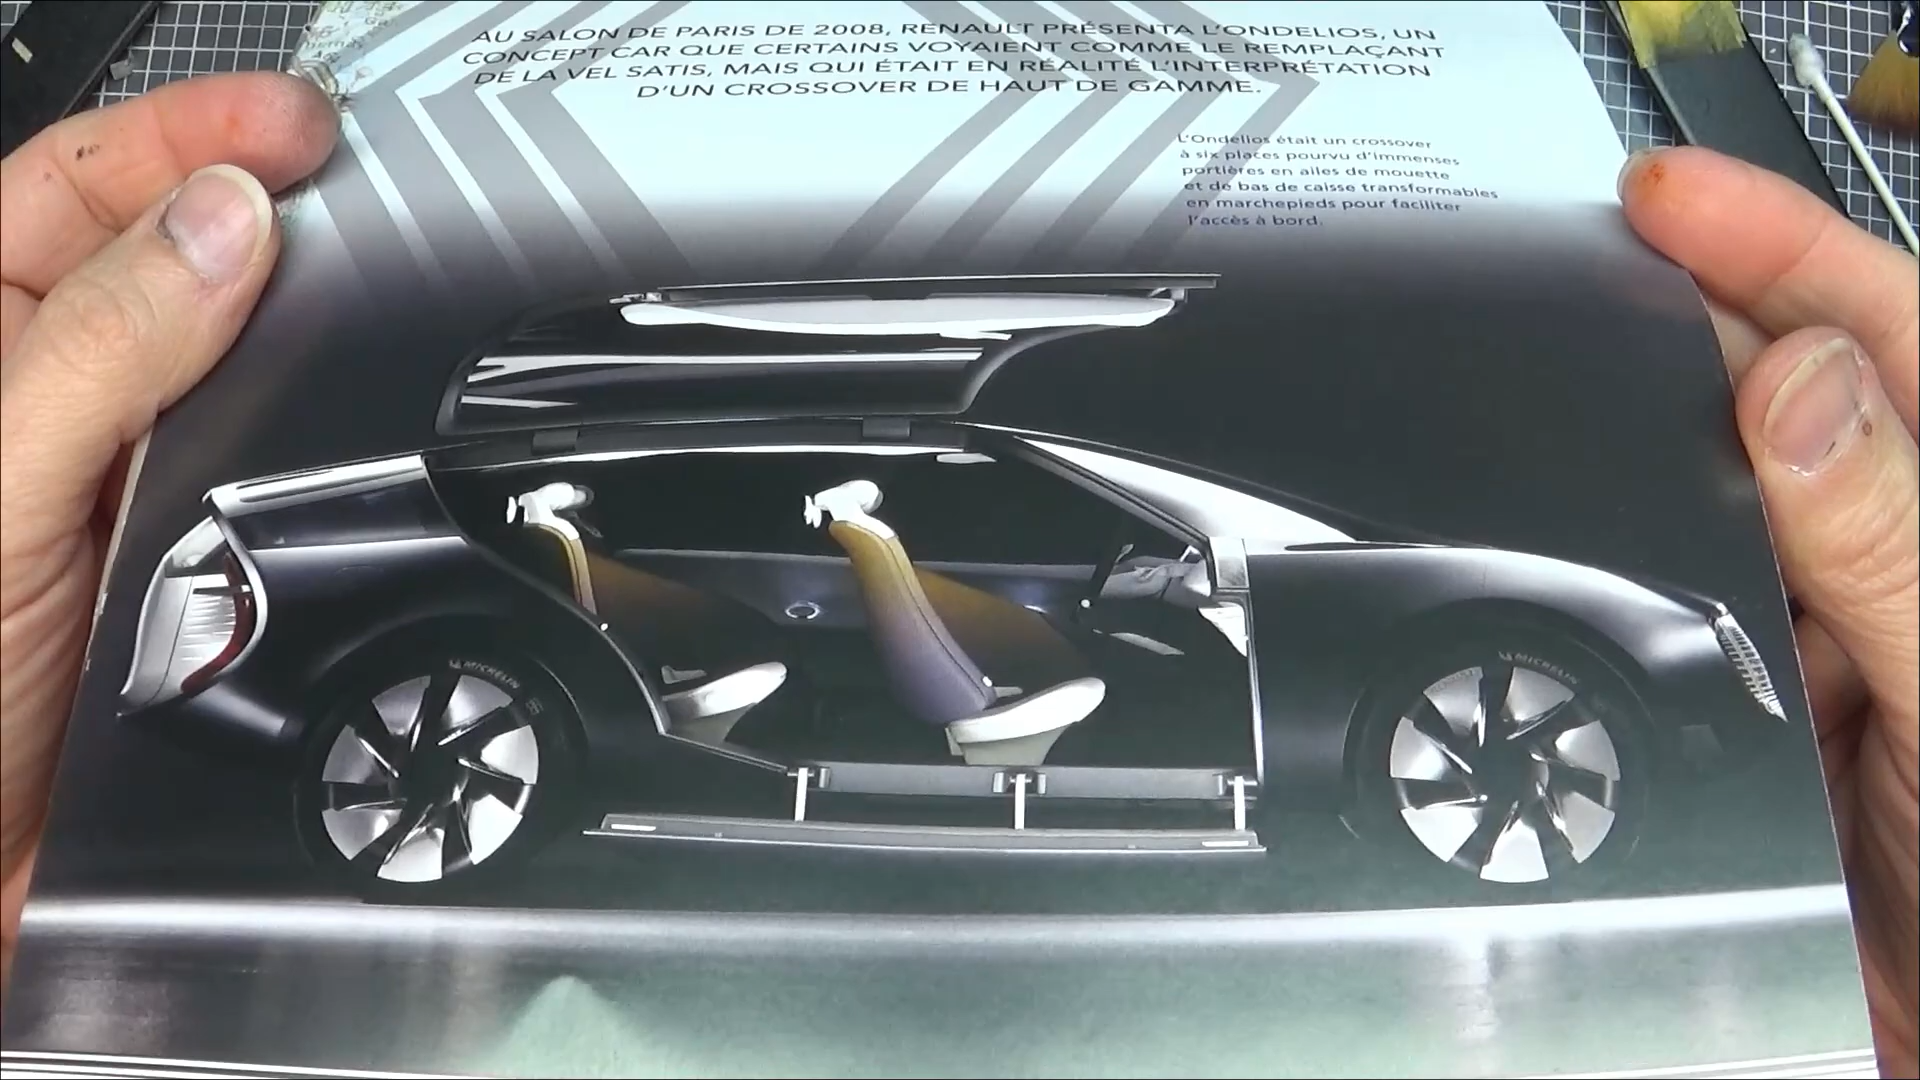 AU SALON DE PARIS DE 2008, RENAULT PRÉSENTA L'ONDELIOS, UN
CONCEPT CAR QUE CERTAINS VOYAIENT COMME LE REMPLAÇANT
DE LA VEL SATIS, MAIS QUI ÉTAIT EN RÉALITÉ L'INTERPRÉTATION
D'UN CROSSOVER DE HAUT DE GAMME.
L'Ondelios était un crossover
à six places pourvu d'immenses
portières en ailes de mouette
et de bas de caisse transformables
en marchepieds pour faciliter
l'accès à bord.
MICHELIN
MICHELIN